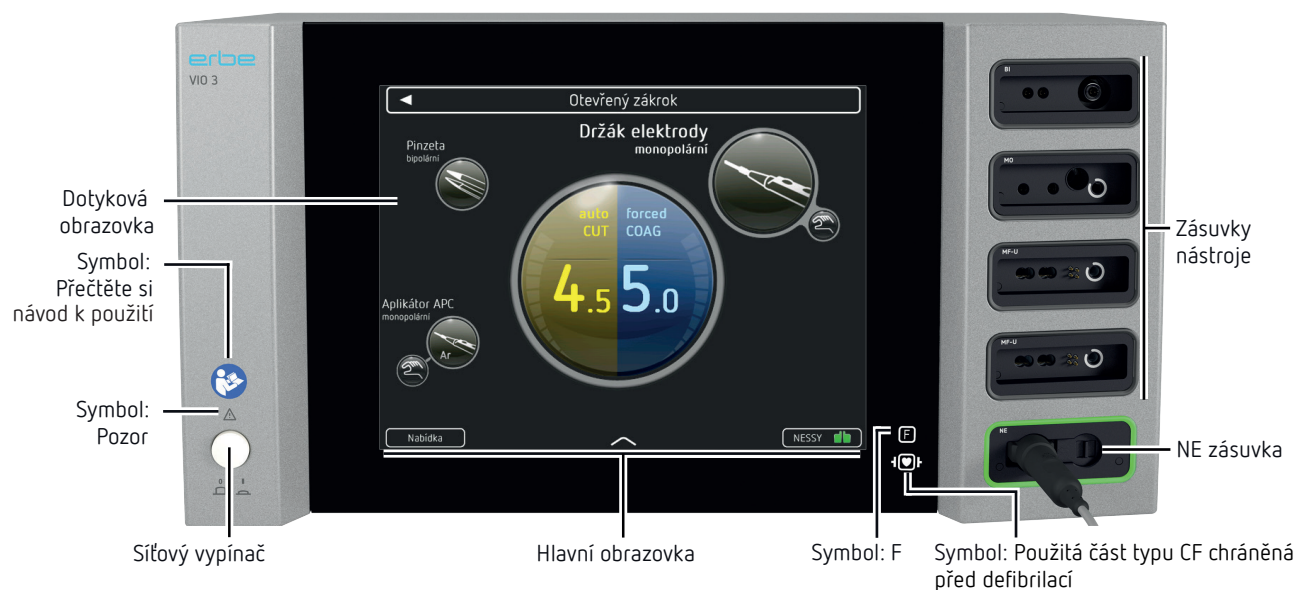 erbe
VIO 3
Otevřený zákrok
Držák elektrody
monopolární
Pinzeta
bipolární
auto
CUT
forced
COAG
4.5
5.0
Aplikátor APC
monopolární
Ar
Nabídka
NESSY
F
BI
MO
MF-U
MF-U
NE
Dotyková
obrazovka
Symbol:
Přečtěte si
návod k použití
Symbol:
Pozor
Síťový vypínač
Hlavní obrazovka
Symbol: F
Symbol: Použitá část typu CF chráněná
před defibrilací
Zásuvky
nástroje
NE zásuvka